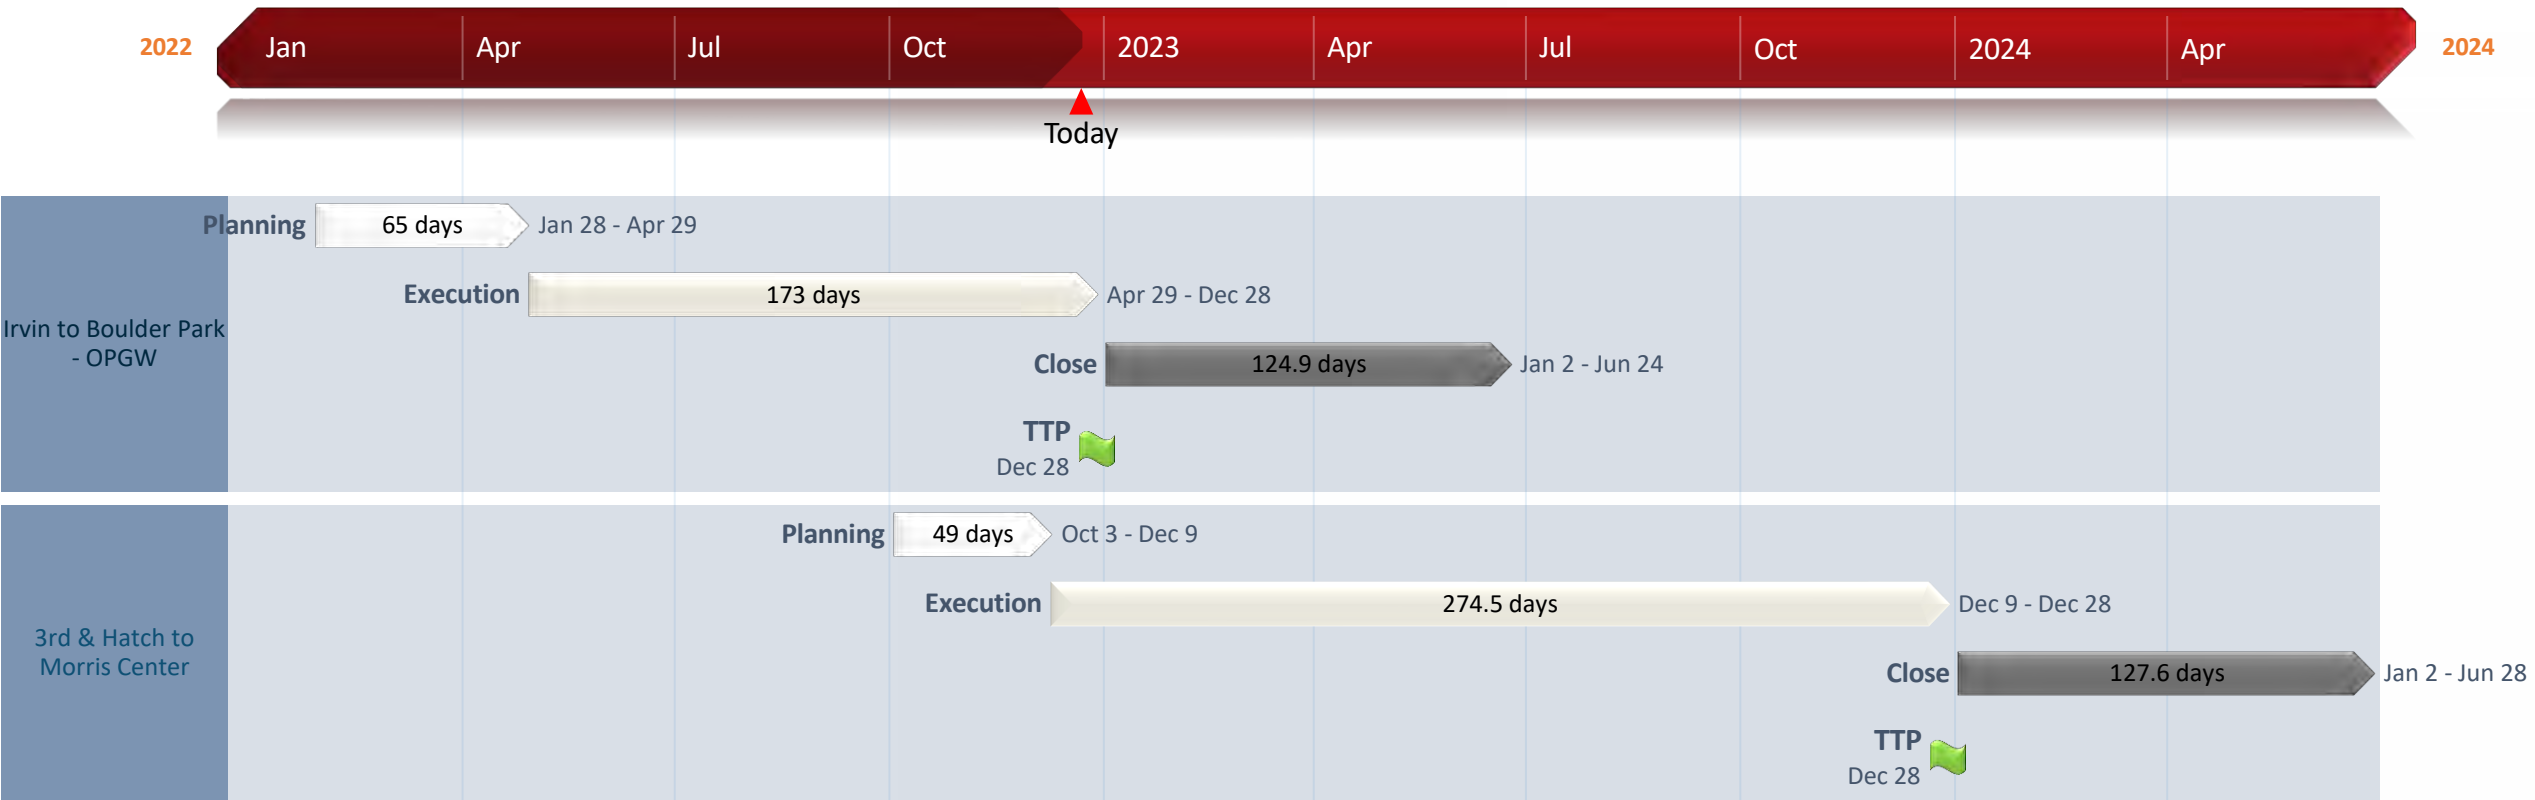 2022
Jan
Apr
Jul
Oct
2023
Apr
Jul
Oct
2024
Apr
2024
Today
Irvin to Boulder Park
- OPGW
Planning
65 days
Jan 28 - Apr 29
Execution
173 days
Apr 29 - Dec 28
Close
124.9 days
Jan 2 - Jun 24
TTP
Dec 28
3rd & Hatch to
Morris Center
Planning
49 days
Oct 3 - Dec 9
Execution
274.5 days
Dec 9 - Dec 28
Close
127.6 days
Jan 2 - Jun 28
TTP
Dec 28